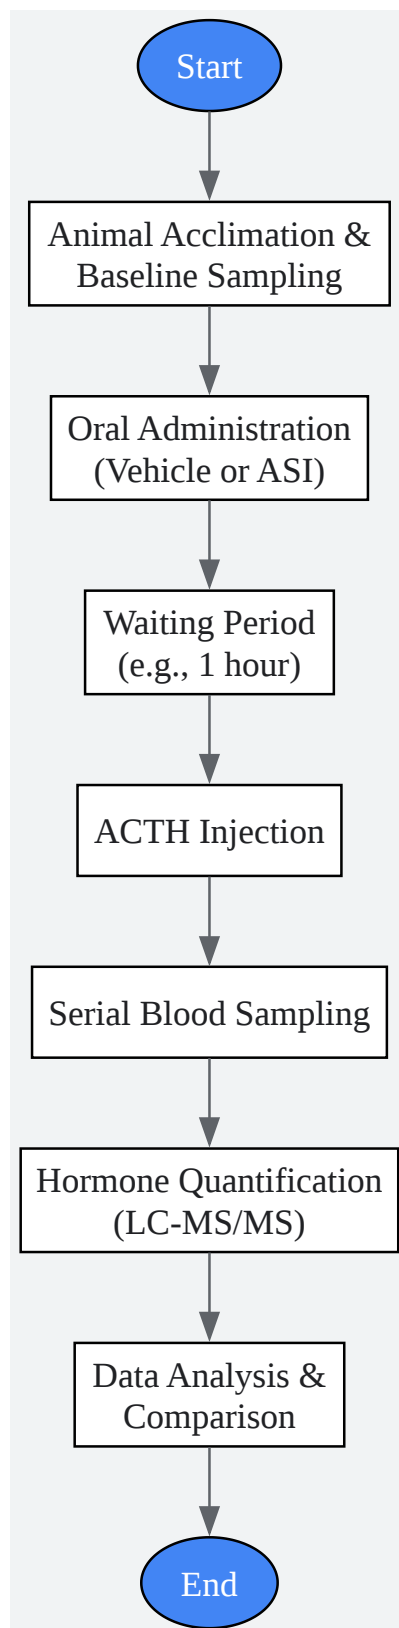 Start
Animal Acclimation &
Baseline Sampling
Oral Administration
(Vehicle or ASI)
Waiting Period
(e.g., 1 hour)
ACTH Injection
Serial Blood Sampling
Hormone Quantification
(LC-MS/MS)
Data Analysis &
Comparison
End